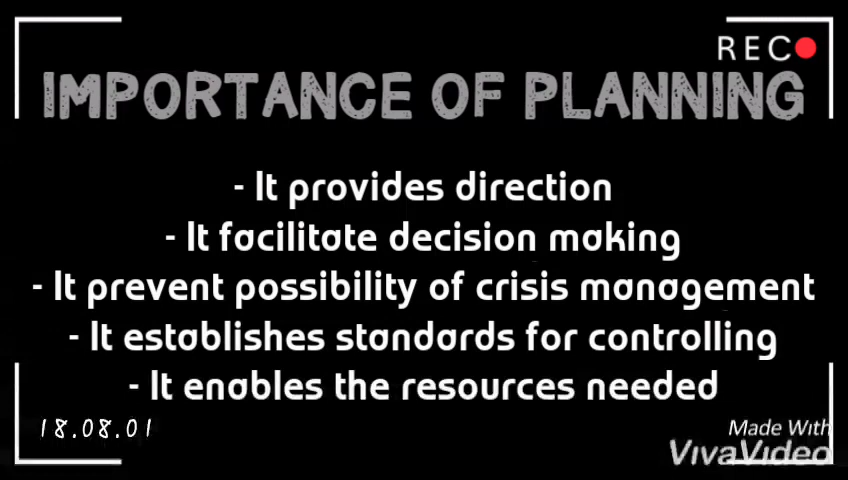 REC
IMPORTANCE OF PLANNING
- It provides direction
- It facilitate decision making
- It prevent possibility of crisis management
- It establishes standards for controlling
- It enables the resources needed
18.08.01
Made With
VivaVideo